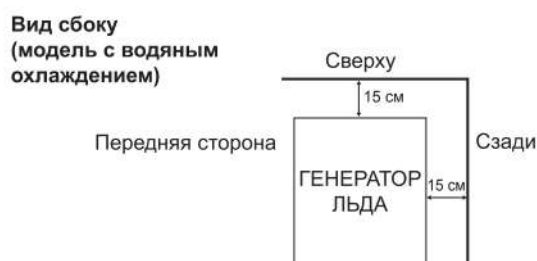 Вид сбоку
(модель с водяным
охлаждением)
Сверху
15 см
Передняя сторона
Сзади
ГЕНЕРАТОР
ЛЬДА
15 см